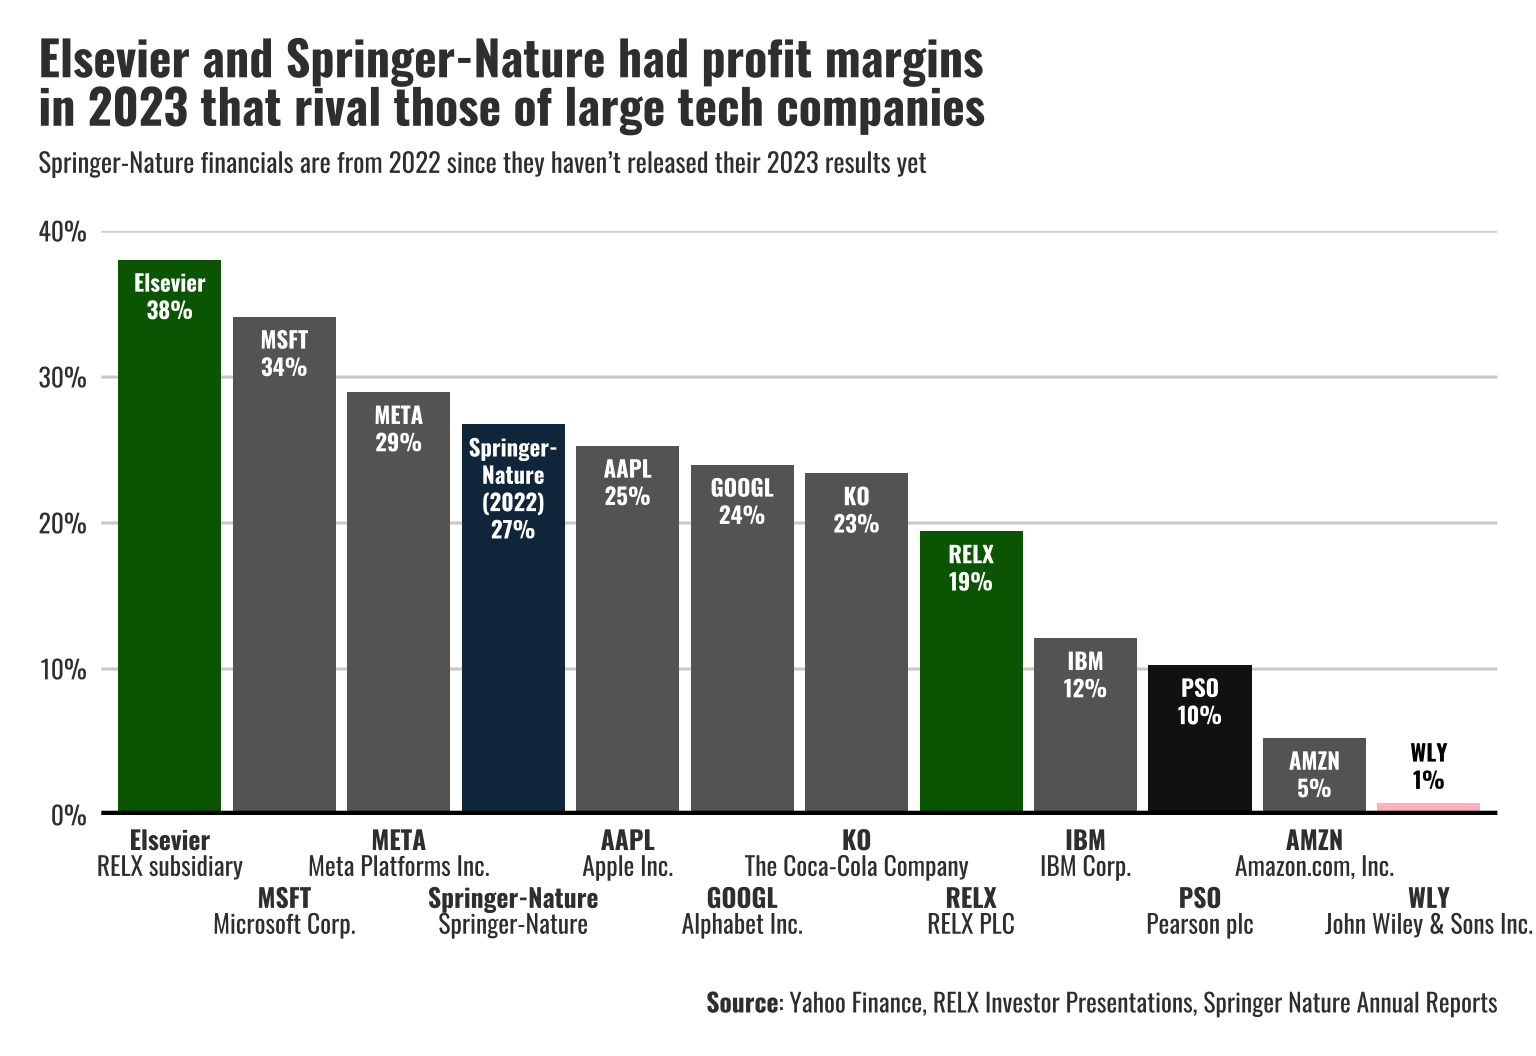 Elsevier and Springer-Nature had profit margins
in 2023 that rival those of large tech companies
Springer-Nature financials are from 2022 since they haven’t released their 2023 results yet
40%
30%
20%
10%
0%
Elsevier
38%
MSFT
34%
META
29%
Springer-
Nature
(2022)
27%
AAPL
25%
GOOGL
24%
KO
23%
RELX
19%
IBM
12%
PSO
10%
AMZN
5%
WLY
1%
Elsevier
RELX subsidiary
MSFT
Microsoft Corp.
META
Meta Platforms Inc.
Springer-Nature
Springer-Nature
AAPL
Apple Inc.
GOOGL
Alphabet Inc.
KO
The Coca-Cola Company
RELX
RELX PLC
IBM
IBM Corp.
PSO
Pearson plc
AMZN
Amazon.com, Inc.
WLY
John Wiley & Sons Inc.
Source: Yahoo Finance, RELX Investor Presentations, Springer Nature Annual Reports